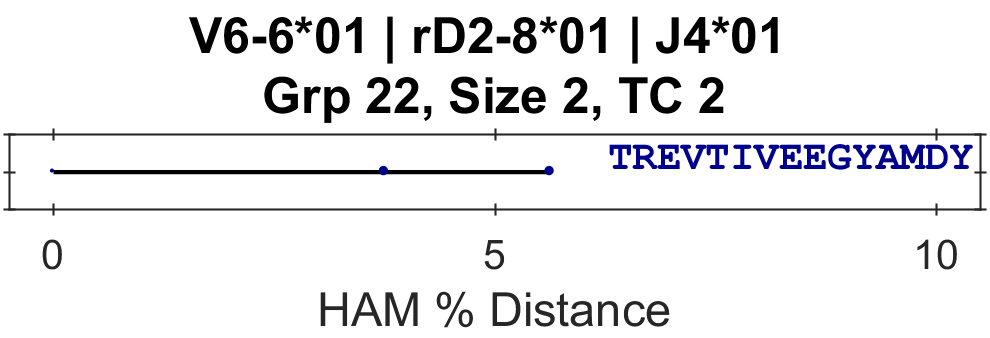 V6-6*01 | rD2-8*01 | J4*01
Grp 22, Size 2, TC 2
TREVTIVEEGYAMDY
0 5 10
HAM % Distance